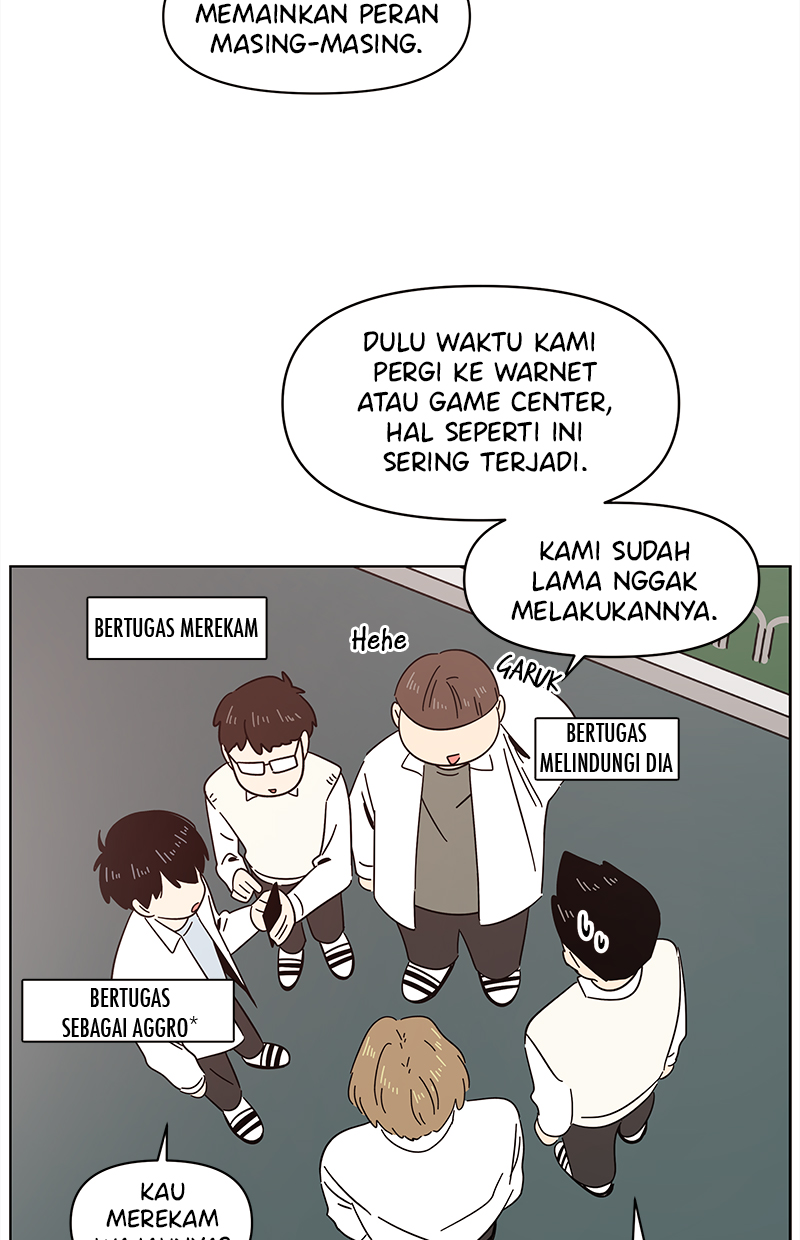 MEMAINKAN PERAN
MASING-MASING.
DULU WAKTU KAMI
PERGI KE WARNET
ATAU GAME CENTER,
HAL SEPERTI INI
SERING TERJADI.
KAMI SUDAH
LAMA NGGAK
MELAKUKANNYA.
BERTUGAS MEREKAM
Hehe
GARUK
BERTUGAS
MELINDUNGI DIA
BERTUGAS
SEBAGAI AGGRO*
KAU
MEREKAM
WAJAHNYA?